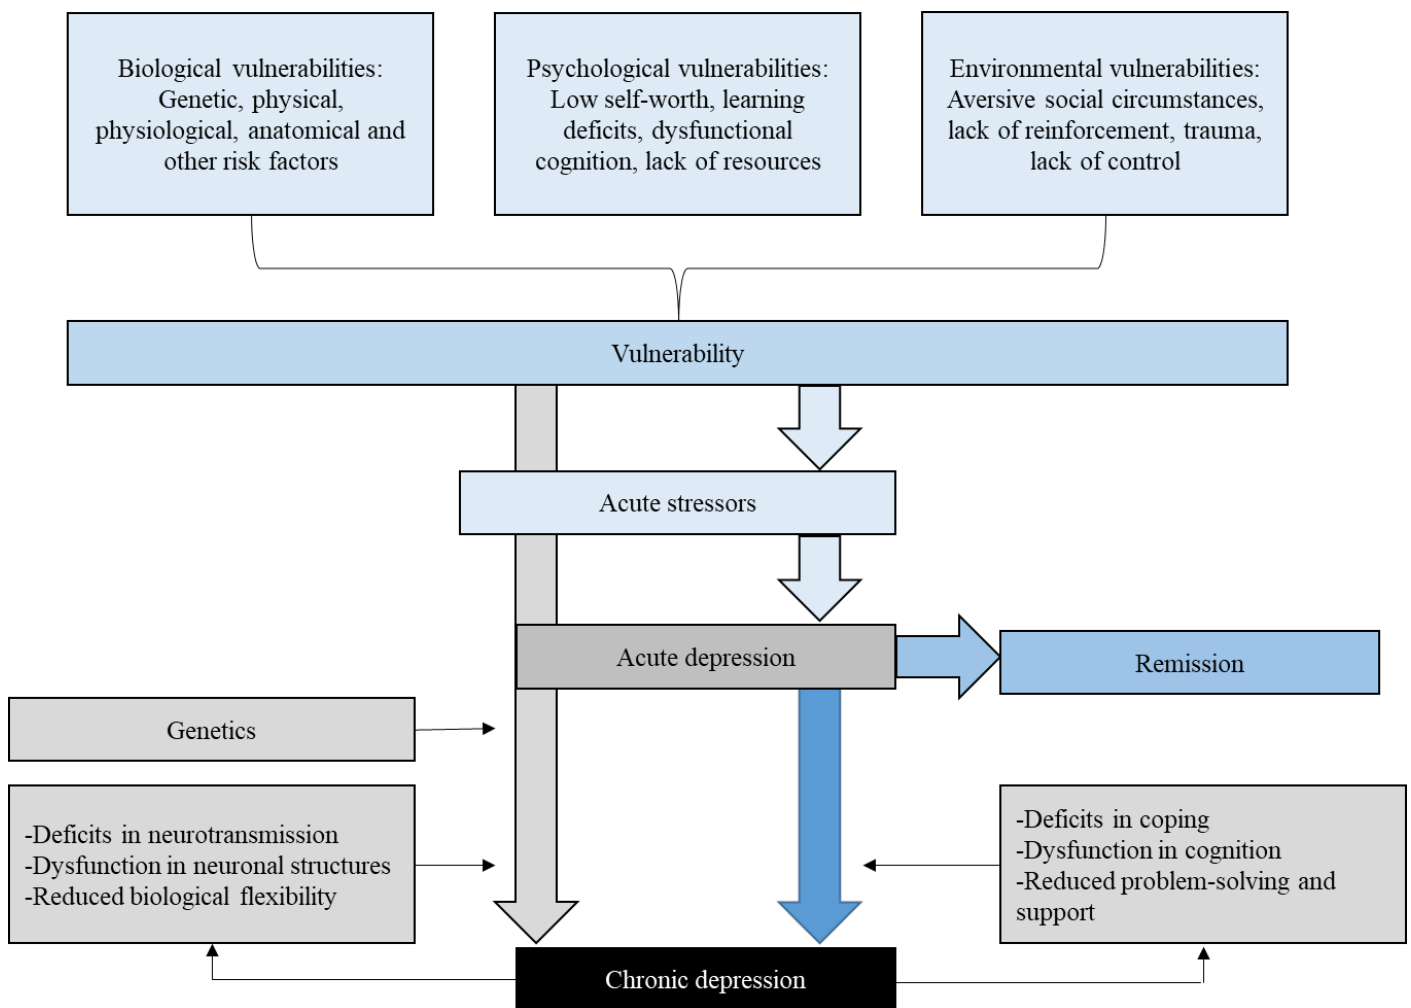 Biological vulnerabilities:
Genetic, physical,
physiological, anatomical and
other risk factors
Psychological vulnerabilities:
Low self-worth, learning
deficits, dysfunctional
cognition, lack of resources
Environmental vulnerabilities:
Aversive social circumstances,
lack of reinforcement, trauma,
lack of control
Vulnerability
Acute stressors
Acute depression
Remission
Genetics
-Deficits in neurotransmission
-Dysfunction in neuronal structures
-Reduced biological flexibility
-Deficits in coping
-Dysfunction in cognition
-Reduced problem-solving and
support
Chronic depression